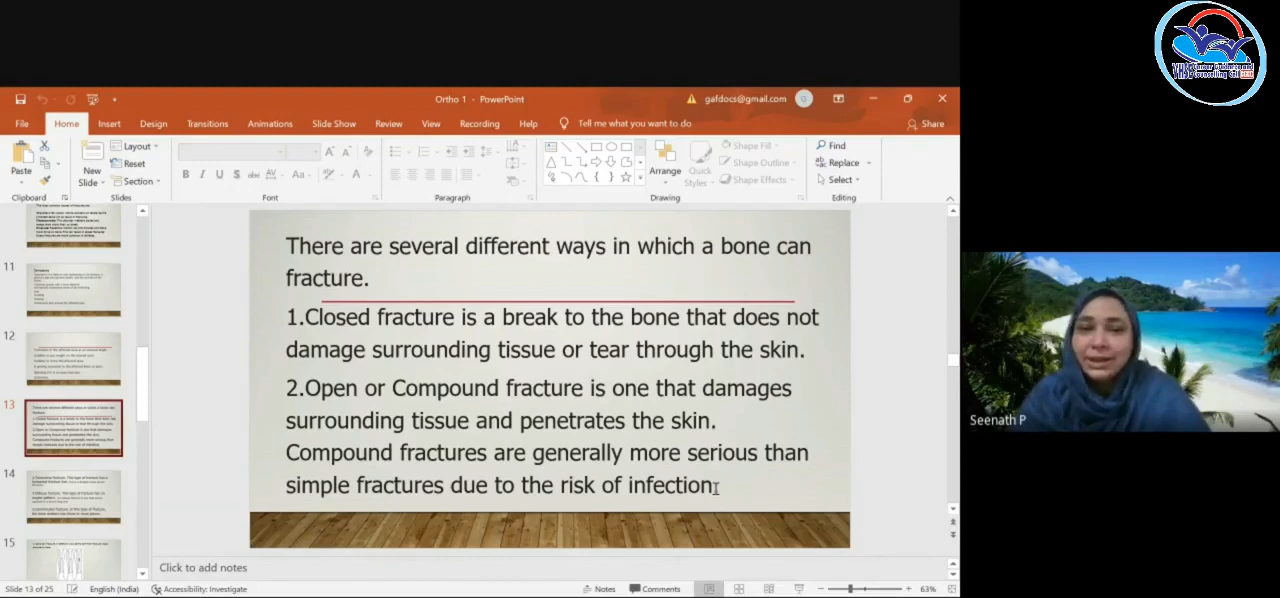 Ortho 1 - PowerPoint
gafdocs@gmail.com
File Home Insert Design Transitions Animations Slide Show Review View Recording Help Tell me what you want to do Share
Paste
Clipboard
New Slide
Layout
Reset
Section
Slides
Font
Paragraph
Arrange
Quick Styles
Shape Fill
Shape Outline
Shape Effects
Drawing
Find
Replace
Select
Editing
11
12
13
14
15
There are several different ways in which a bone can
fracture.
1.Closed fracture is a break to the bone that does not
damage surrounding tissue or tear through the skin.
2.Open or Compound fracture is one that damages
surrounding tissue and penetrates the skin.
Compound fractures are generally more serious than
simple fractures due to the risk of infection
Click to add notes
Slide 13 of 25 English (India) Accessibility: Investigate Notes Comments 63%
Seenath P